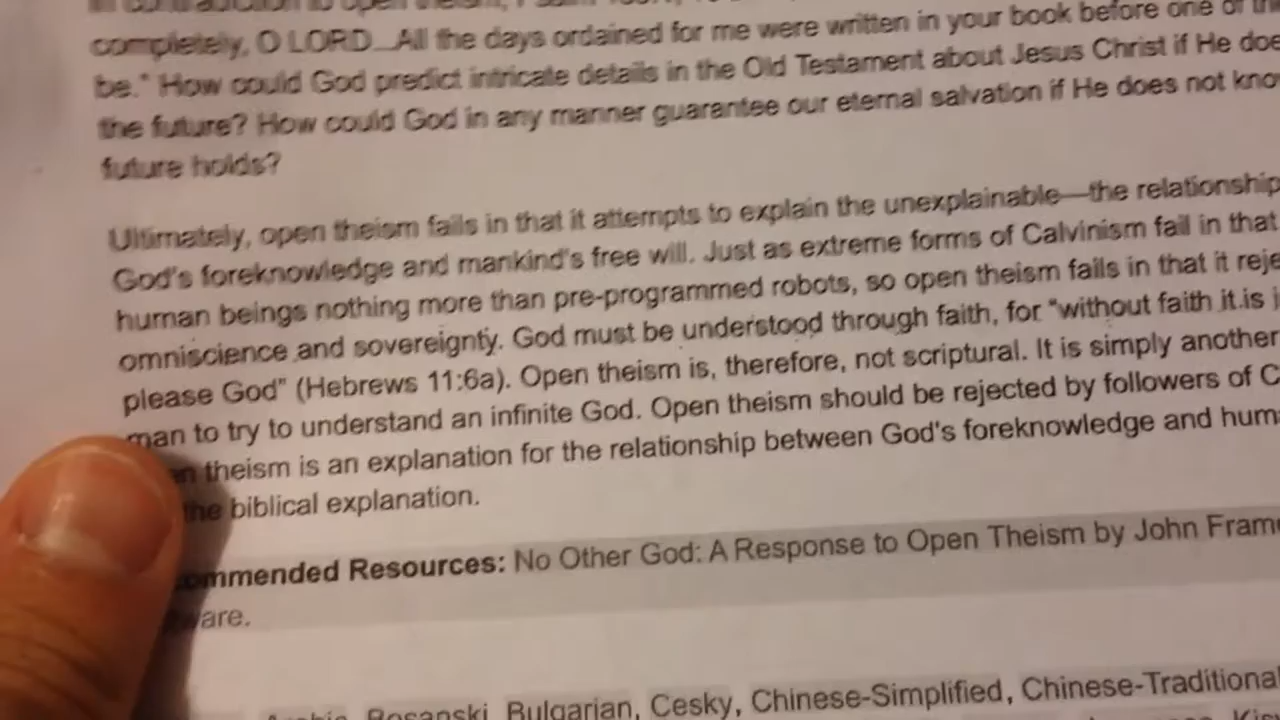 completely, O LORD...All the days ordained for me were written in your book before one of
be." How could God predict intricate details in the Old Testament about Jesus Christ if He
the future? How could God in any manner guarantee our eternal salvation if He does not
future holds?
Ultimately, open theism fails in that it attempts to explain the unexplainable—the relationship
God's foreknowledge and mankind's free will. Just as extreme forms of Calvinism fail in that
human beings nothing more than pre-programmed robots, so open theism fails in that it
omniscience and sovereignty. God must be understood through faith, for "without faith it is
please God" (Hebrews 11:6a). Open theism is, therefore, not scriptural. It is simply another
man to try to understand an infinite God. Open theism should be rejected by followers of
theism is an explanation for the relationship between God's foreknowledge and
the biblical explanation.
Resources: No Other God: A Response to Open Theism by John
Bosanski, Bulgarian, Cesky, Chinese-Simplified, Chinese-Traditional